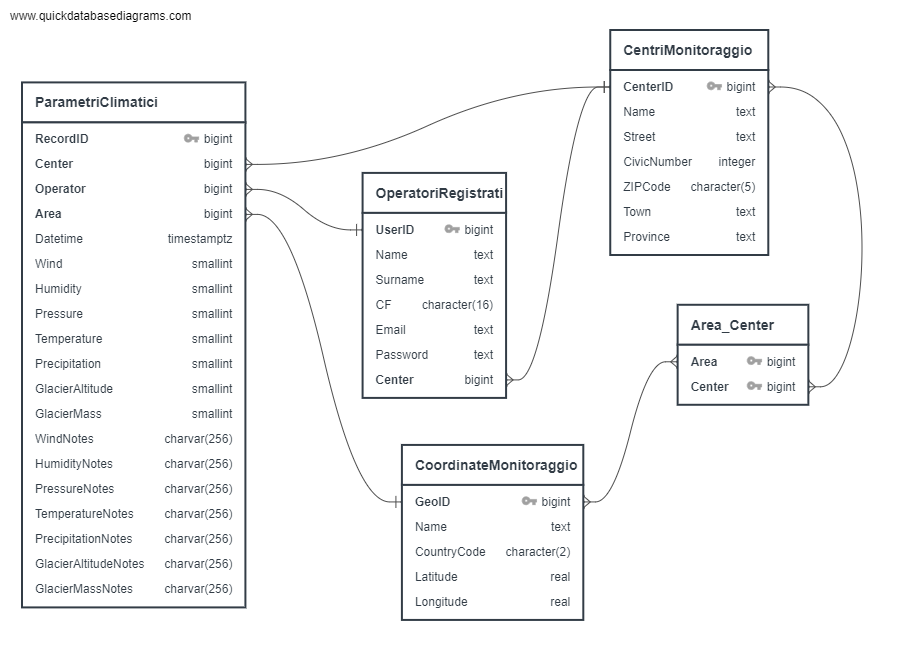 www.quickdatabasediagrams.com
ParametriClimatici
RecordID bigint
Center bigint
Operator bigint
Area bigint
Datetime timestamptz
Wind smallint
Humidity smallint
Pressure smallint
Temperature smallint
Precipitation smallint
GlacierAltitude smallint
GlacierMass smallint
WindNotes charvar(256)
HumidityNotes charvar(256)
PressureNotes charvar(256)
TemperatureNotes charvar(256)
PrecipitationNotes charvar(256)
GlacierAltitudeNotes charvar(256)
GlacierMassNotes charvar(256)
OperatoriRegistrati
UserID bigint
Name text
Surname text
CF character(16)
Email text
Password text
Center bigint
CentriMonitoraggio
CenterID bigint
Name text
Street text
CivicNumber integer
ZIPCode character(5)
Town text
Province text
Area_Center
Area bigint
Center bigint
CoordinateMonitoraggio
GeoID bigint
Name text
CountryCode character(2)
Latitude real
Longitude real